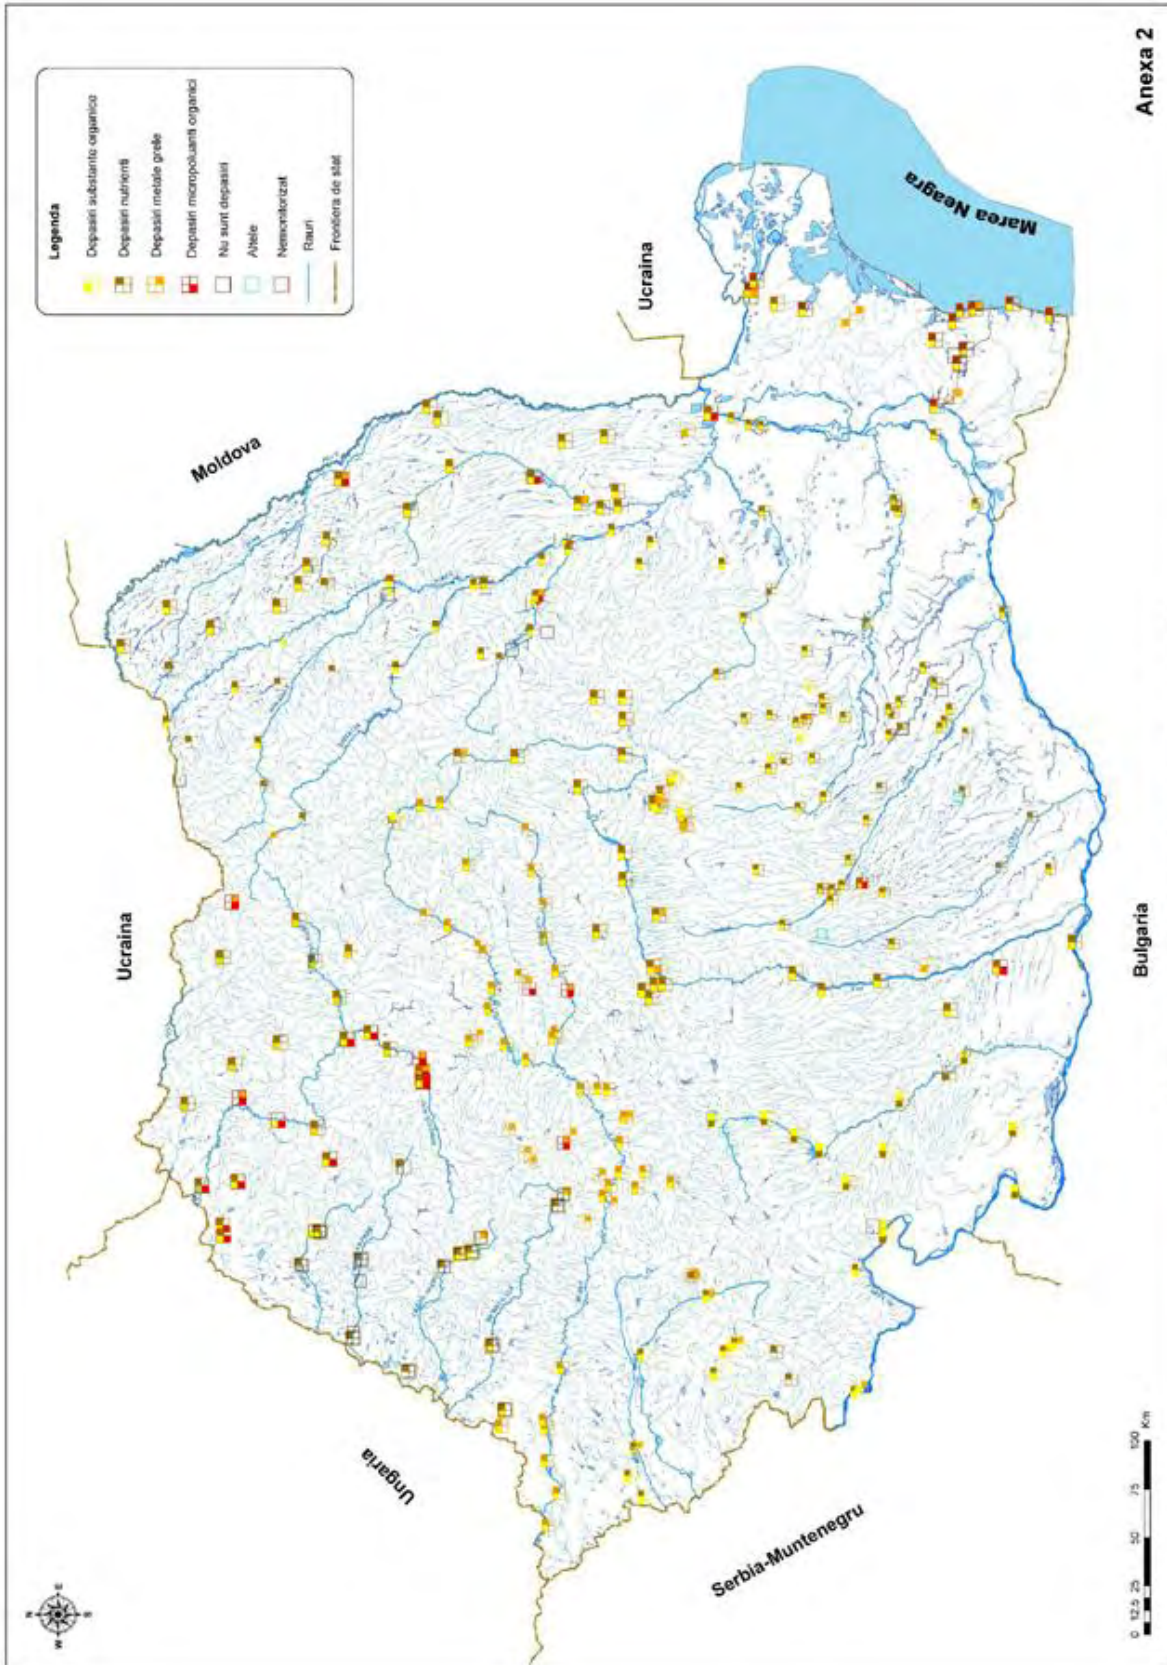 Anexa 2
Legenda
Depasiri substante organice
Depasiri nutrienti
Depasiri metale grele
Depasiri micropoluanti organici
Nu sunt depasiri
Altele
Nemonitorizat
Rauri
Frontiera de stat
Ucraina
Moldova
Ucraina
Marea Neagra
Ungaria
Serbia-Muntenegru
Bulgaria
N
W E
S
0 12.5 25 50 75 100
Km